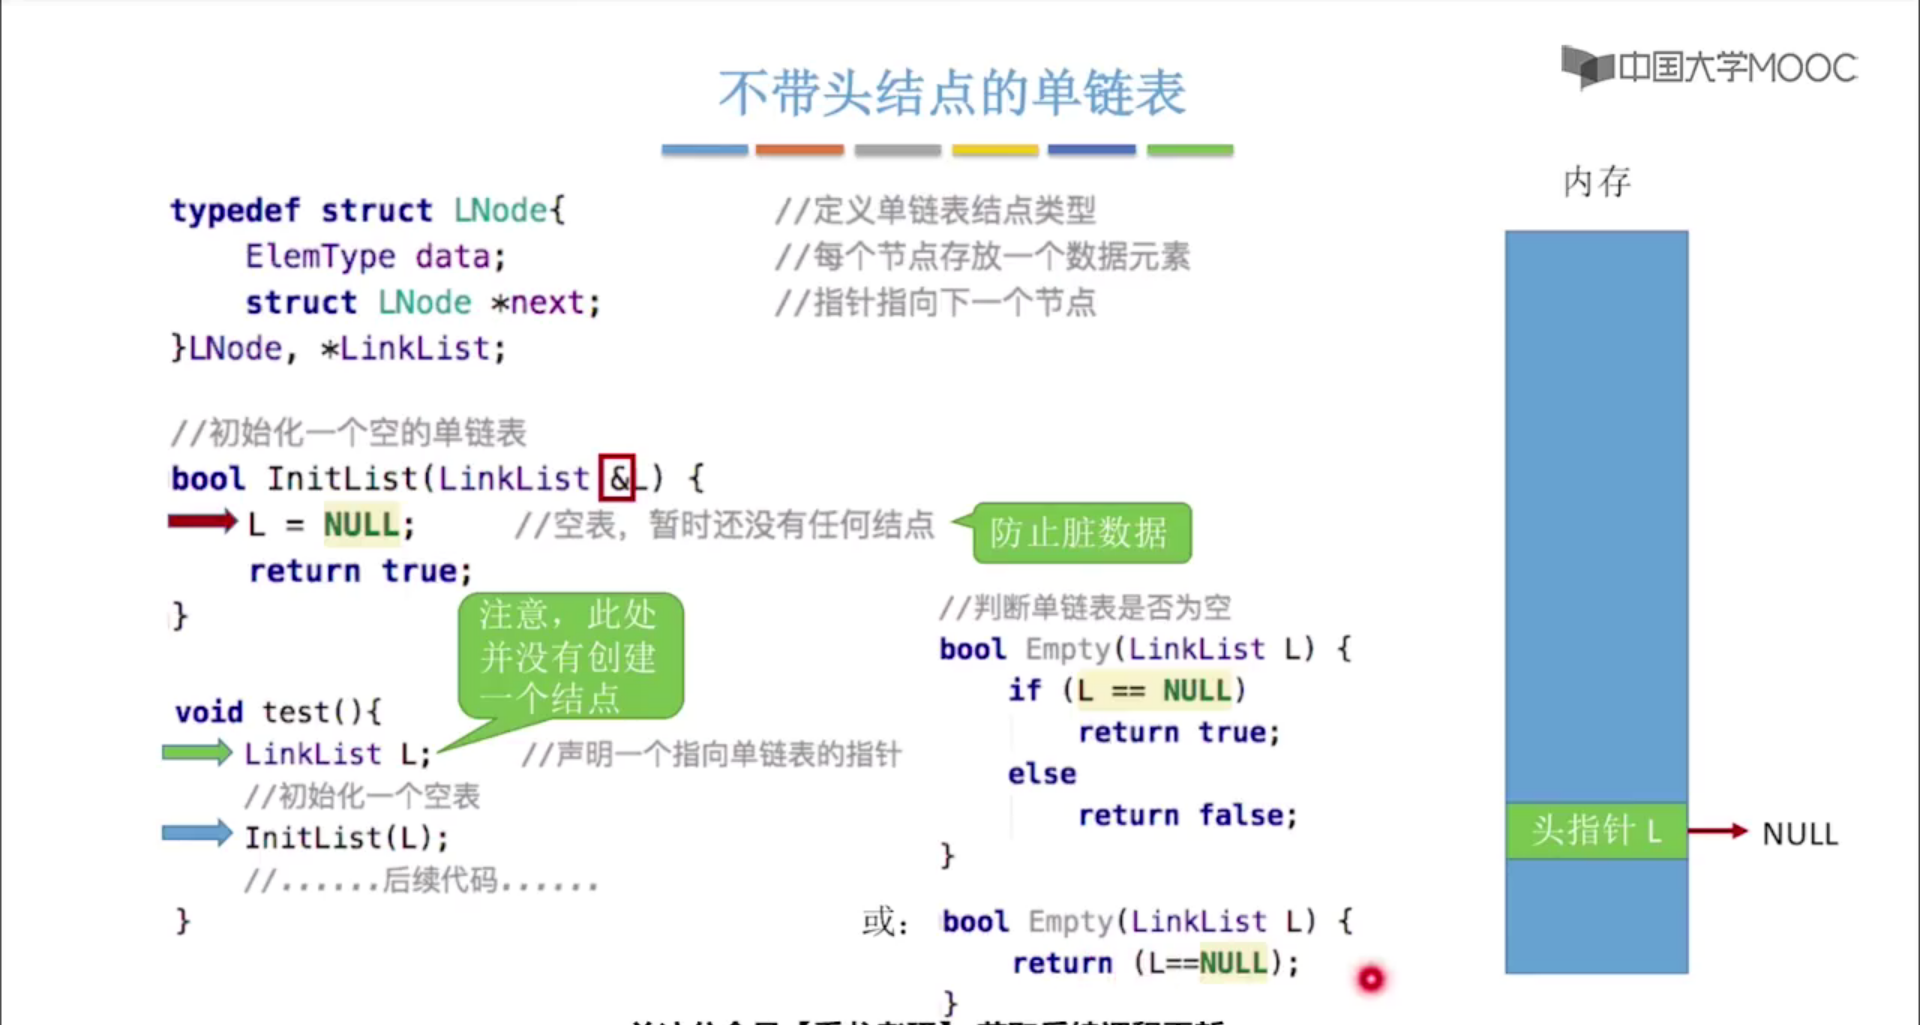 中国大学MOOC
不带头结点的单链表
内存
typedef struct LNode{ //定义单链表结点类型
ElemType data; //每个节点存放一个数据元素
struct LNode *next; //指针指向下一个节点
}LNode, *LinkList;
//初始化一个空的单链表
bool InitList(LinkList &L) {
L = NULL; //空表，暂时还没有任何结点
防止脏数据
return true;
}
注意，此处
并没有创建
一个结点
void test(){
LinkList L; //声明一个指向单链表的指针
//初始化一个空表
InitList(L);
//......后续代码......
}
//判断单链表是否为空
bool Empty(LinkList L) {
if (L == NULL)
return true;
else
return false;
}
或：
bool Empty(LinkList L) {
return (L==NULL);
}
头指针 L
NULL